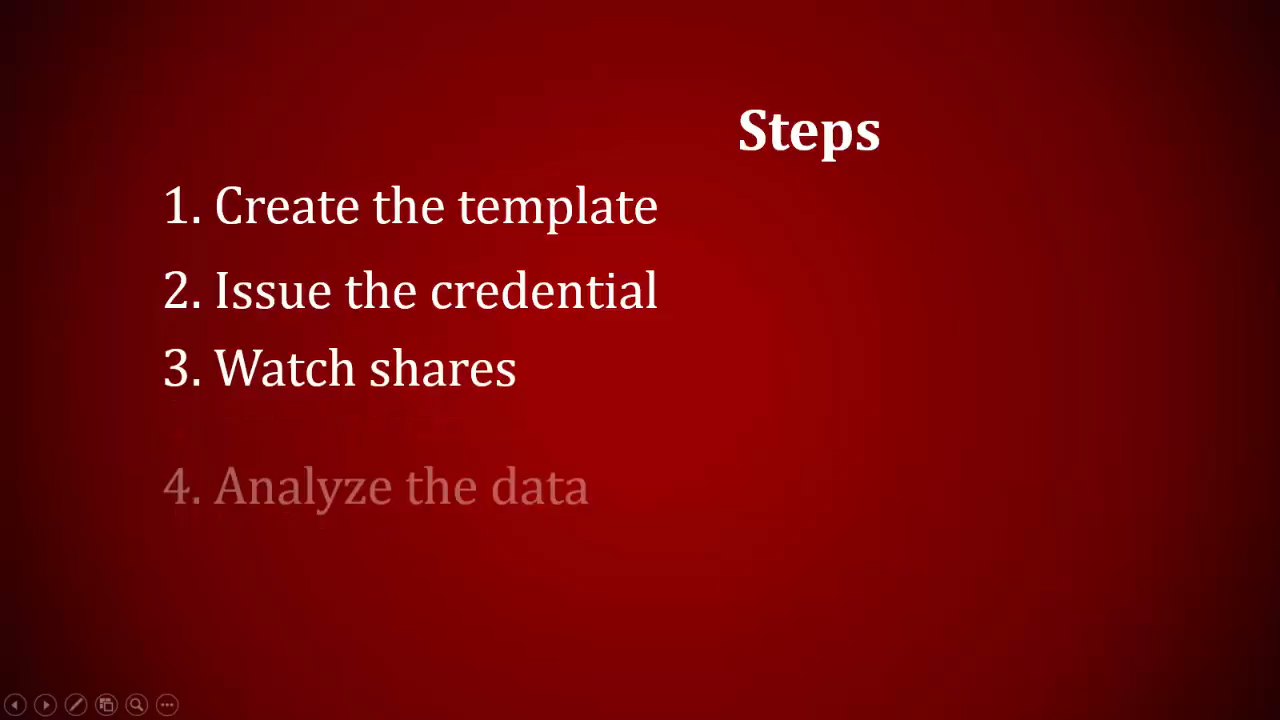 Steps
1. Create the template
2. Issue the credential
3. Watch shares
4. Analyze the data